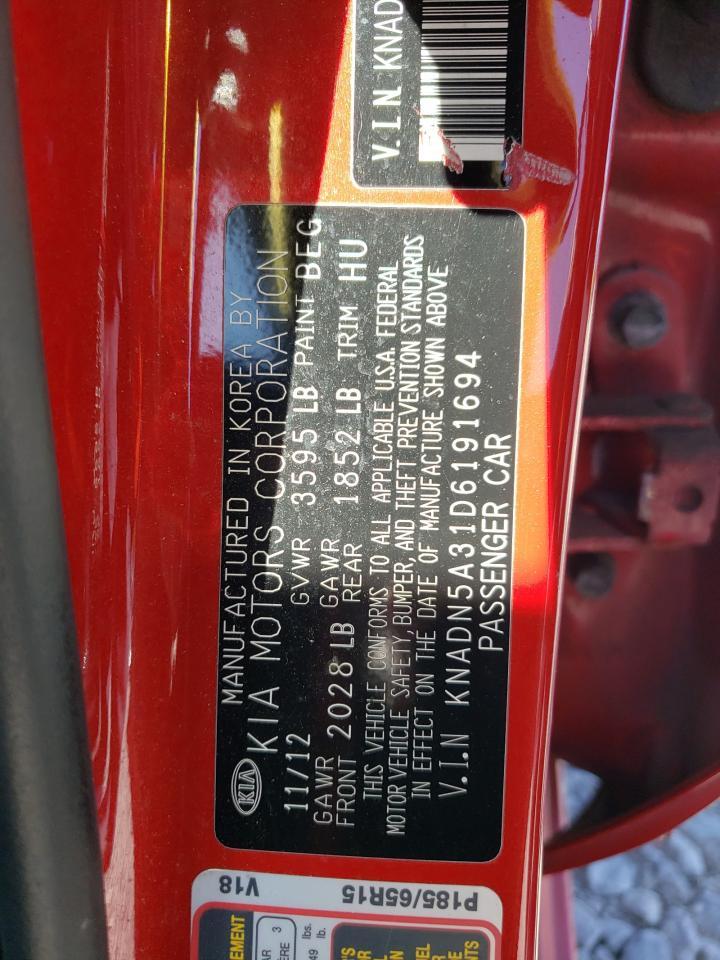 V.I.N KNAD
MANUFACTURED IN KOREA BY
KIA KIA MOTORS CORPORATION
11/12 GVWR 3595 LB PAINT BEG
GAWR FRONT 2028 LB GAWR REAR 1852 LB TRIM HU
THIS VEHICLE CONFORMS TO ALL APPLICABLE U.S.A. FEDERAL
MOTOR VEHICLE SAFETY, BUMPER, AND THEFT PREVENTION STANDARDS
IN EFFECT ON THE DATE OF MANUFACTURE SHOWN ABOVE
V.I.N KNADN5A31D6191694
PASSENGER CAR
V18
P185/65R15